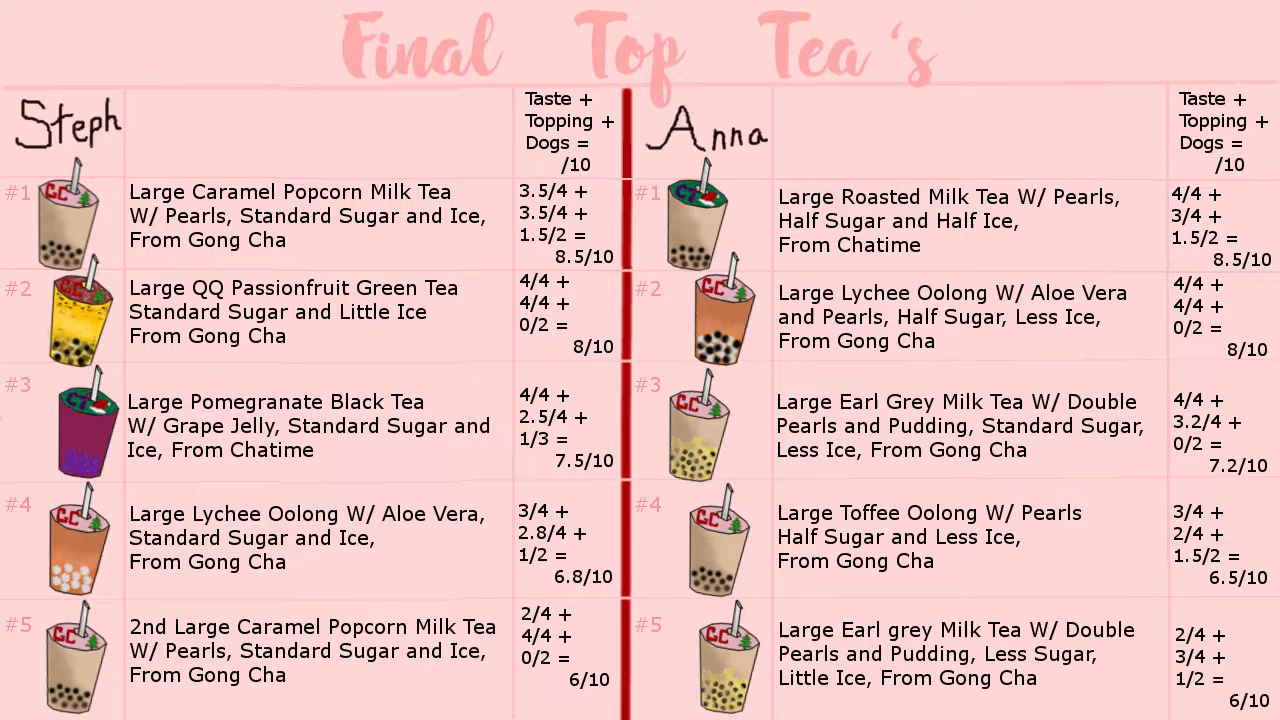 Final Top Tea's
Steph
Taste +
Topping +
Dogs =
/10
#1
GC
Large Caramel Popcorn Milk Tea
W/ Pearls, Standard Sugar and Ice,
From Gong Cha
3.5/4 +
3.5/4 +
1.5/2 =
8.5/10
#2
GC
Large QQ Passionfruit Green Tea
Standard Sugar and Little Ice
From Gong Cha
4/4 +
4/4 +
0/2 =
8/10
#3
CT
Large Pomegranate Black Tea
W/ Grape Jelly, Standard Sugar and
Ice, From Chatime
4/4 +
2.5/4 +
1/3 =
7.5/10
#4
GC
Large Lychee Oolong W/ Aloe Vera,
Standard Sugar and Ice,
From Gong Cha
3/4 +
2.8/4 +
1/2 =
6.8/10
#5
GC
2nd Large Caramel Popcorn Milk Tea
W/ Pearls, Standard Sugar and Ice,
From Gong Cha
2/4 +
4/4 +
0/2 =
6/10
Anna
Taste +
Topping +
Dogs =
/10
#1
CT
Large Roasted Milk Tea W/ Pearls,
Half Sugar and Half Ice,
From Chatime
4/4 +
3/4 +
1.5/2 =
8.5/10
#2
GC
Large Lychee Oolong W/ Aloe Vera
and Pearls, Half Sugar, Less Ice,
From Gong Cha
4/4 +
4/4 +
0/2 =
8/10
#3
GC
Large Earl Grey Milk Tea W/ Double
Pearls and Pudding, Standard Sugar,
Less Ice, From Gong Cha
4/4 +
3.2/4 +
0/2 =
7.2/10
#4
GC
Large Toffee Oolong W/ Pearls
Half Sugar and Less Ice,
From Gong Cha
3/4 +
2/4 +
1.5/2 =
6.5/10
#5
GC
Large Earl grey Milk Tea W/ Double
Pearls and Pudding, Less Sugar,
Little Ice, From Gong Cha
2/4 +
3/4 +
1/2 =
6/10